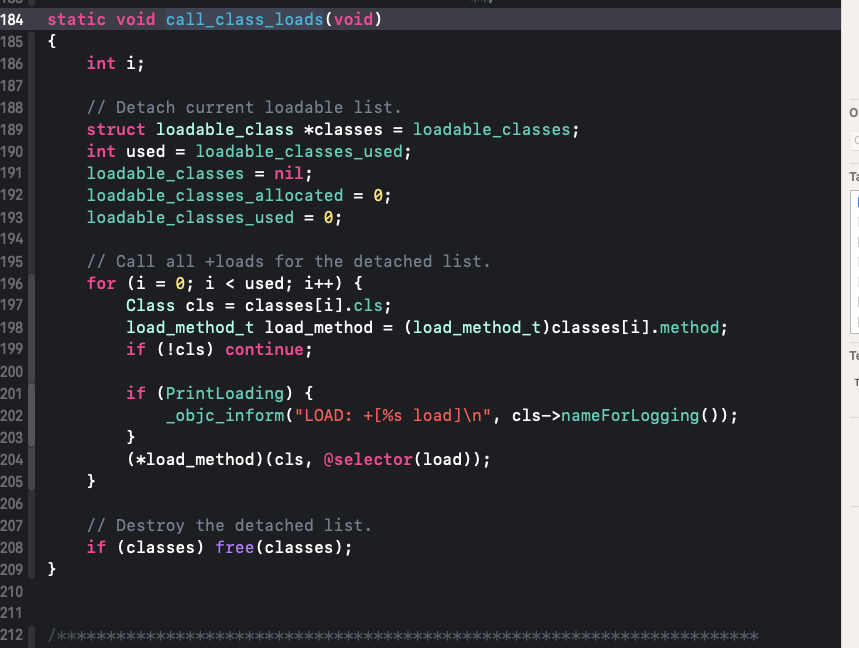 184 static void call_class_loads(void)
185 {
186     int i;
187
188     // Detach current loadable list.
189     struct loadable_class *classes = loadable_classes;
190     int used = loadable_classes_used;
191     loadable_classes = nil;
192     loadable_classes_allocated = 0;
193     loadable_classes_used = 0;
194
195     // Call all +loads for the detached list.
196     for (i = 0; i < used; i++) {
197         Class cls = classes[i].cls;
198         load_method_t load_method = (load_method_t)classes[i].method;
199         if (!cls) continue;
200
201         if (PrintLoading) {
202             _objc_inform("LOAD: +[%s load]\n", cls->nameForLogging());
203         }
204         (*load_method)(cls, @selector(load));
205     }
206
207     // Destroy the detached list.
208     if (classes) free(classes);
209 }
210
211
212 /***********************************************************************